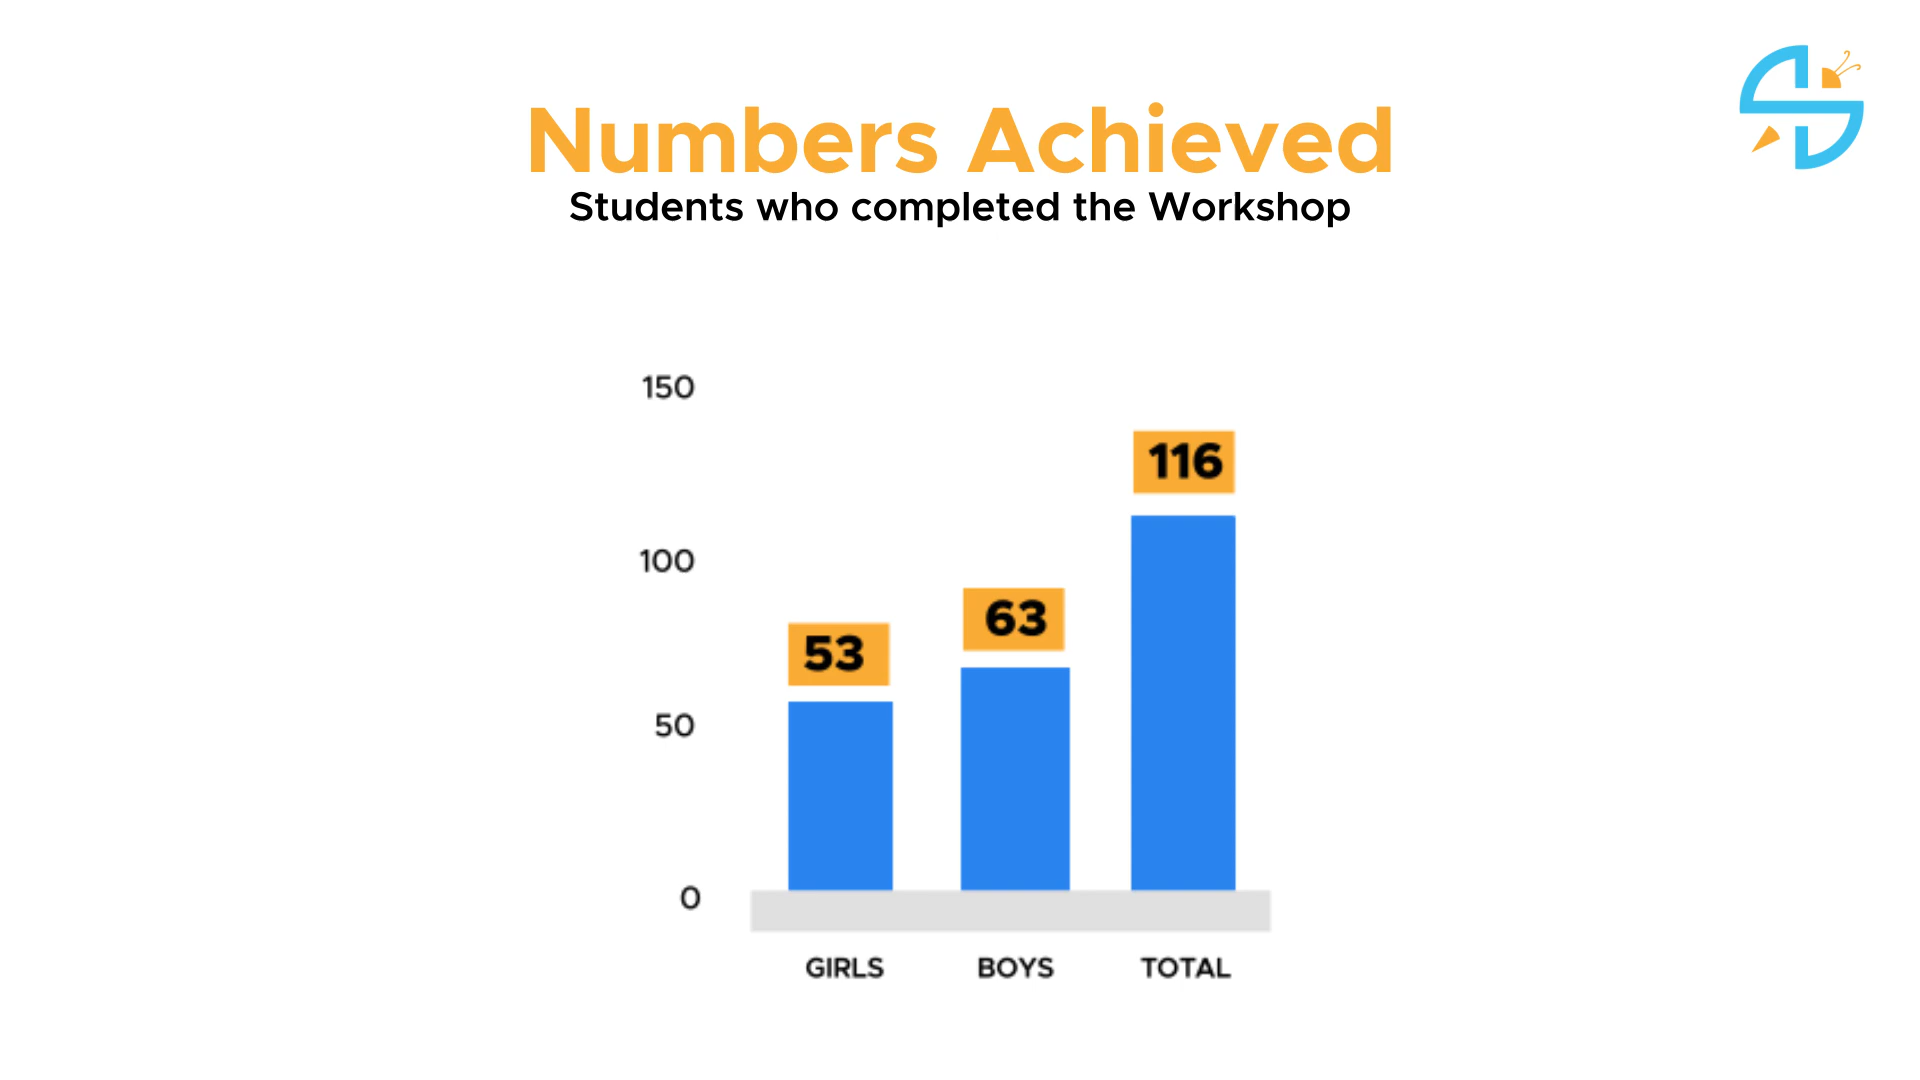 Numbers Achieved
Students who completed the Workshop
150
116
100
63
53
50
0
GIRLS BOYS TOTAL